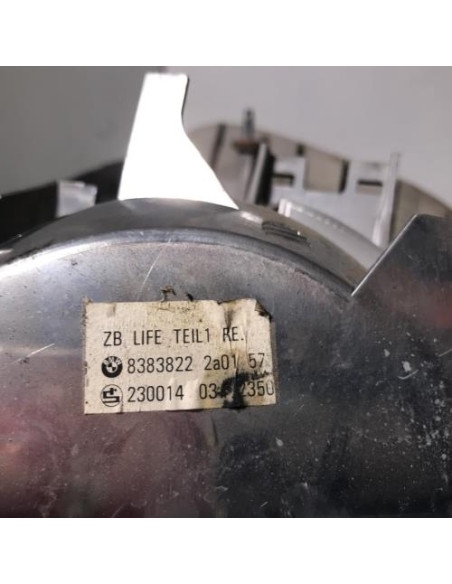 ZB LIFE TEIL1 RE.
8383822 2a01 57
230014 03 2350